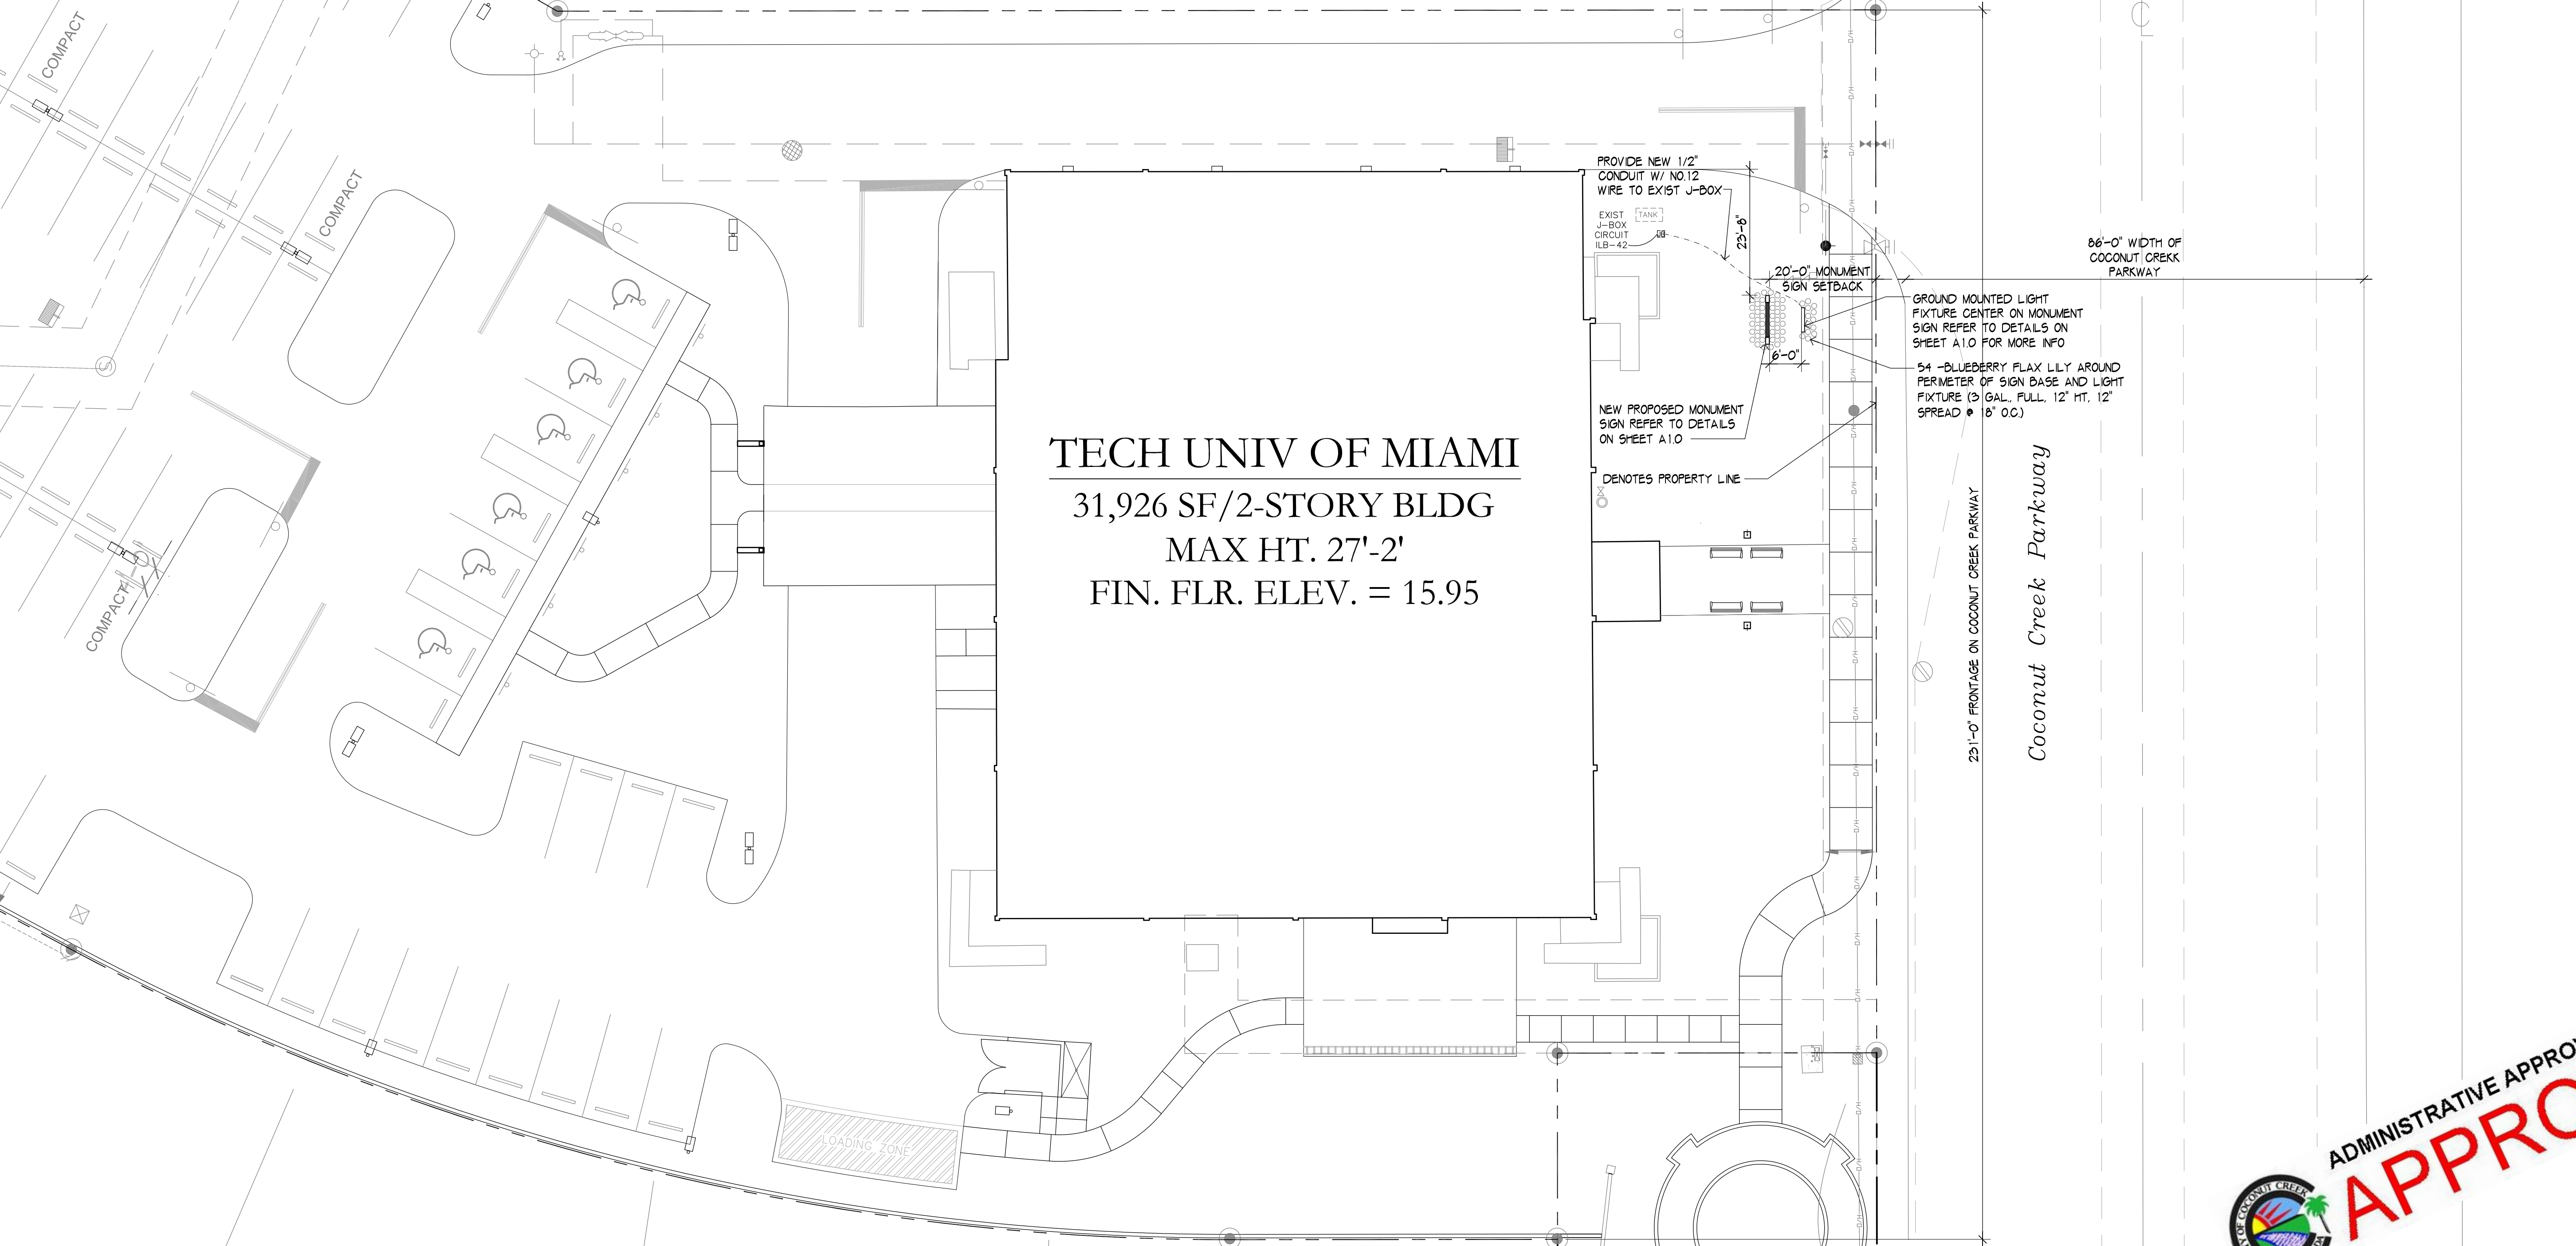 COMPACT
COMPACT
COMPACT
TECH UNIV OF MIAMI
31,926 SF/2-STORY BLDG
MAX HT. 27'-2'
FIN. FLR. ELEV. = 15.95
PROVIDE NEW 1/2"
CONDUIT W/ NO.12
WIRE TO EXIST J-BOX
EXIST
J-BOX
CIRCUIT
ILB-42
TANK
23'-8"
20'-0" MONUMENT
SIGN SETBACK
6'-0"
NEW PROPOSED MONUMENT
SIGN REFER TO DETAILS
ON SHEET A1.0
DENOTES PROPERTY LINE
86'-0" WIDTH OF
COCONUT CREKK
PARKWAY
GROUND MOUNTED LIGHT
FIXTURE CENTER ON MONUMENT
SIGN REFER TO DETAILS ON
SHEET A1.0 FOR MORE INFO
54 -BLUEBERRY FLAX LILY AROUND
PERIMETER OF SIGN BASE AND LIGHT
FIXTURE (3 GAL., FULL, 12" HT, 12"
SPREAD @ 18" O.C.)
231'-0" FRONTAGE ON COCONUT CREEK PARKWAY
Coconut Creek Parkway
LOADING ZONE
ADMINISTRATIVE APPRO
APPRO
OF COCONUT CREEK